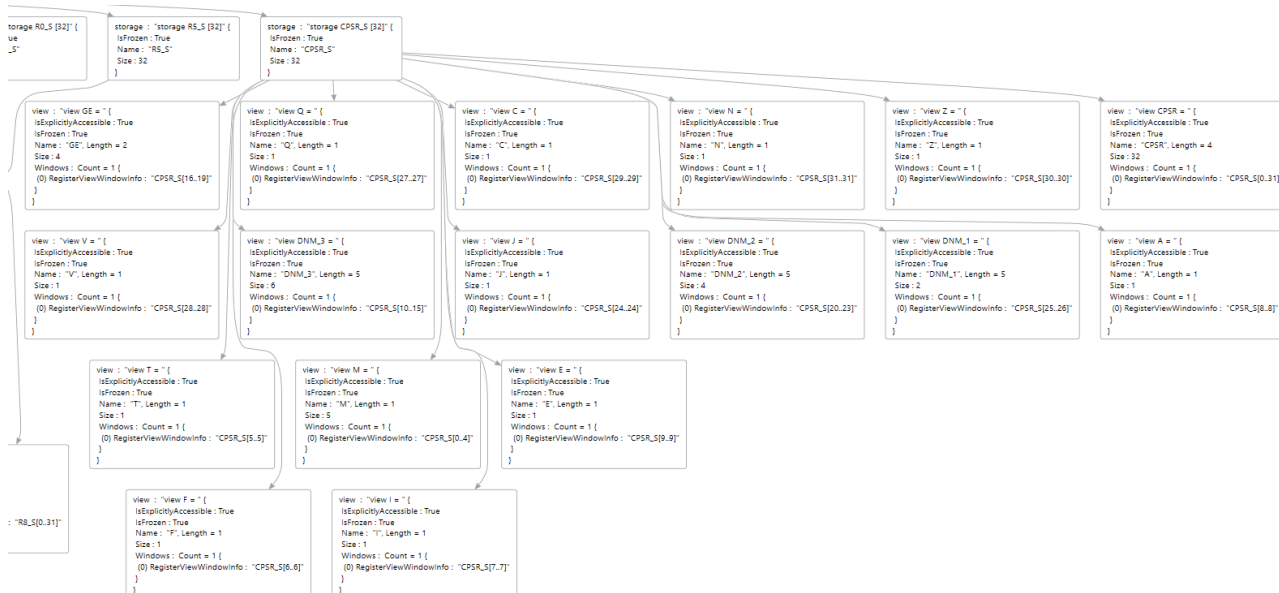 storage R0_S [32]" {
ue
_S"
storage : "storage R5_S [32]" {
IsFrozen : True
Name : "R5_S"
Size : 32
}
storage : "storage CPSR_S [32]" {
IsFrozen : True
Name : "CPSR_S"
Size : 32
}
view : "view GE = " {
IsExplicitlyAccessible : True
IsFrozen : True
Name : "GE", Length = 2
Size : 4
Windows : Count = 1 {
(0) RegisterViewWindowInfo : "CPSR_S[16..19]"
}
}
view : "view Q = " {
IsExplicitlyAccessible : True
IsFrozen : True
Name : "Q", Length = 1
Size : 1
Windows : Count = 1 {
(0) RegisterViewWindowInfo : "CPSR_S[27..27]"
}
}
view : "view C = " {
IsExplicitlyAccessible : True
IsFrozen : True
Name : "C", Length = 1
Size : 1
Windows : Count = 1 {
(0) RegisterViewWindowInfo : "CPSR_S[29..29]"
}
}
view : "view N = " {
IsExplicitlyAccessible : True
IsFrozen : True
Name : "N", Length = 1
Size : 1
Windows : Count = 1 {
(0) RegisterViewWindowInfo : "CPSR_S[31..31]"
}
}
view : "view Z = " {
IsExplicitlyAccessible : True
IsFrozen : True
Name : "Z", Length = 1
Size : 1
Windows : Count = 1 {
(0) RegisterViewWindowInfo : "CPSR_S[30..30]"
}
}
view : "view CPSR = " {
IsExplicitlyAccessible : True
IsFrozen : True
Name : "CPSR", Length = 4
Size : 32
Windows : Count = 1 {
(0) RegisterViewWindowInfo : "CPSR_S[0..31]
}
}
view : "view V = " {
IsExplicitlyAccessible : True
IsFrozen : True
Name : "V", Length = 1
Size : 1
Windows : Count = 1 {
(0) RegisterViewWindowInfo : "CPSR_S[28..28]"
}
}
view : "view DNM_3 = " {
IsExplicitlyAccessible : True
IsFrozen : True
Name : "DNM_3", Length = 5
Size : 6
Windows : Count = 1 {
(0) RegisterViewWindowInfo : "CPSR_S[10..15]"
}
}
view : "view J = " {
IsExplicitlyAccessible : True
IsFrozen : True
Name : "J", Length = 1
Size : 1
Windows : Count = 1 {
(0) RegisterViewWindowInfo : "CPSR_S[24..24]"
}
}
view : "view DNM_2 = " {
IsExplicitlyAccessible : True
IsFrozen : True
Name : "DNM_2", Length = 5
Size : 4
Windows : Count = 1 {
(0) RegisterViewWindowInfo : "CPSR_S[20..23]"
}
}
view : "view DNM_1 = " {
IsExplicitlyAccessible : True
IsFrozen : True
Name : "DNM_1", Length = 5
Size : 2
Windows : Count = 1 {
(0) RegisterViewWindowInfo : "CPSR_S[25..26]"
}
}
view : "view A = " {
IsExplicitlyAccessible : True
IsFrozen : True
Name : "A", Length = 1
Size : 1
Windows : Count = 1 {
(0) RegisterViewWindowInfo : "CPSR_S[8..8]"
}
}
view : "view T = " {
IsExplicitlyAccessible : True
IsFrozen : True
Name : "T", Length = 1
Size : 1
Windows : Count = 1 {
(0) RegisterViewWindowInfo : "CPSR_S[5..5]"
}
}
view : "view M = " {
IsExplicitlyAccessible : True
IsFrozen : True
Name : "M", Length = 1
Size : 5
Windows : Count = 1 {
(0) RegisterViewWindowInfo : "CPSR_S[0..4]"
}
}
view : "view E = " {
IsExplicitlyAccessible : True
IsFrozen : True
Name : "E", Length = 1
Size : 1
Windows : Count = 1 {
(0) RegisterViewWindowInfo : "CPSR_S[9..9]"
}
}
: "R8_S[0..31]"
view : "view F = " {
IsExplicitlyAccessible : True
IsFrozen : True
Name : "F", Length = 1
Size : 1
Windows : Count = 1 {
(0) RegisterViewWindowInfo : "CPSR_S[6..6]"
}
}
view : "view I = " {
IsExplicitlyAccessible : True
IsFrozen : True
Name : "I", Length = 1
Size : 1
Windows : Count = 1 {
(0) RegisterViewWindowInfo : "CPSR_S[7..7]"
}
}